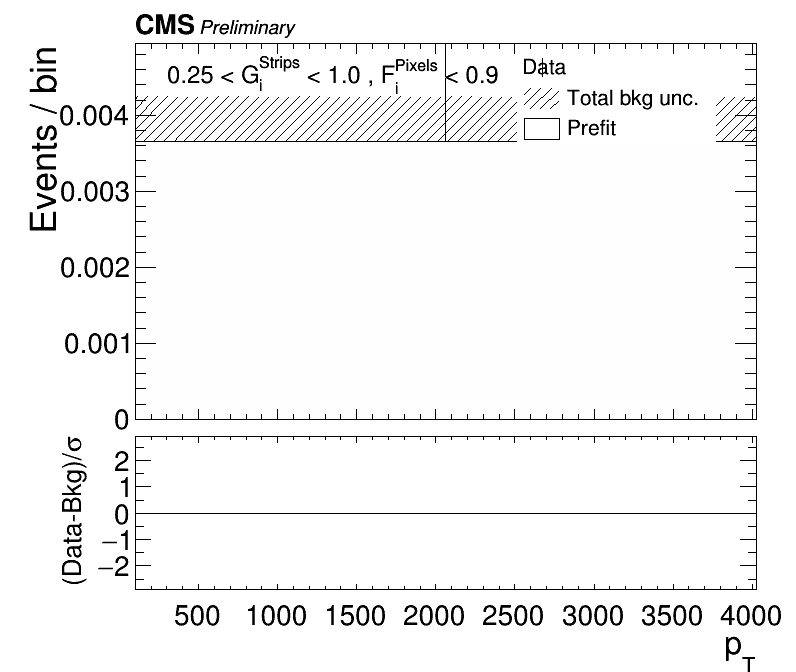 CMS Preliminary
0.25 < G_i^Strips < 1.0 , F_i^Pixels < 0.9
Data
Total bkg unc.
Prefit
Events / bin
0.004
0.003
0.002
0.001
0
(Data-Bkg)/σ
2
1
0
−1
−2
500 1000 1500 2000 2500 3000 3500 4000
p_T